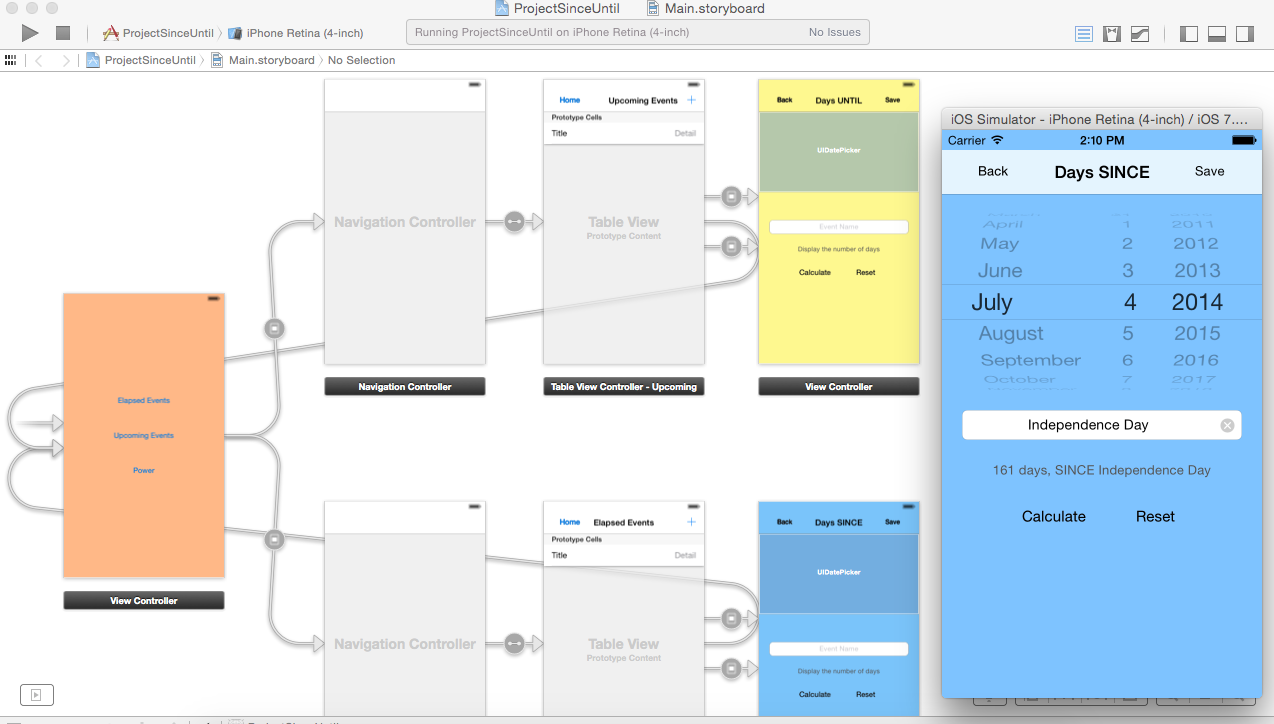 ProjectSinceUntil Main.storyboard
ProjectSinceUntil iPhone Retina (4-inch)
Running ProjectSinceUntil on iPhone Retina (4-inch) No Issues
ProjectSinceUntil Main.storyboard No Selection
Navigation Controller
Navigation Controller
Home Upcoming Events +
Prototype Cells
Title Detail
Table View
Prototype Content
Table View Controller - Upcoming
Back Days UNTIL Save
UIDatePicker
Event Name
Display the number of days
Calculate Reset
View Controller
Elapsed Events
Upcoming Events
Power
View Controller
Navigation Controller
Home Elapsed Events +
Prototype Cells
Title Detail
Table View
Prototype Content
Back Days SINCE Save
UIDatePicker
Event Name
Display the number of days
Calculate Reset
iOS Simulator - iPhone Retina (4-inch) / iOS 7....
Carrier 2:10 PM
Back Days SINCE Save
April 1 2011
May 2 2012
June 3 2013
July 4 2014
August 5 2015
September 6 2016
October 7 2017
Independence Day
161 days, SINCE Independence Day
Calculate Reset